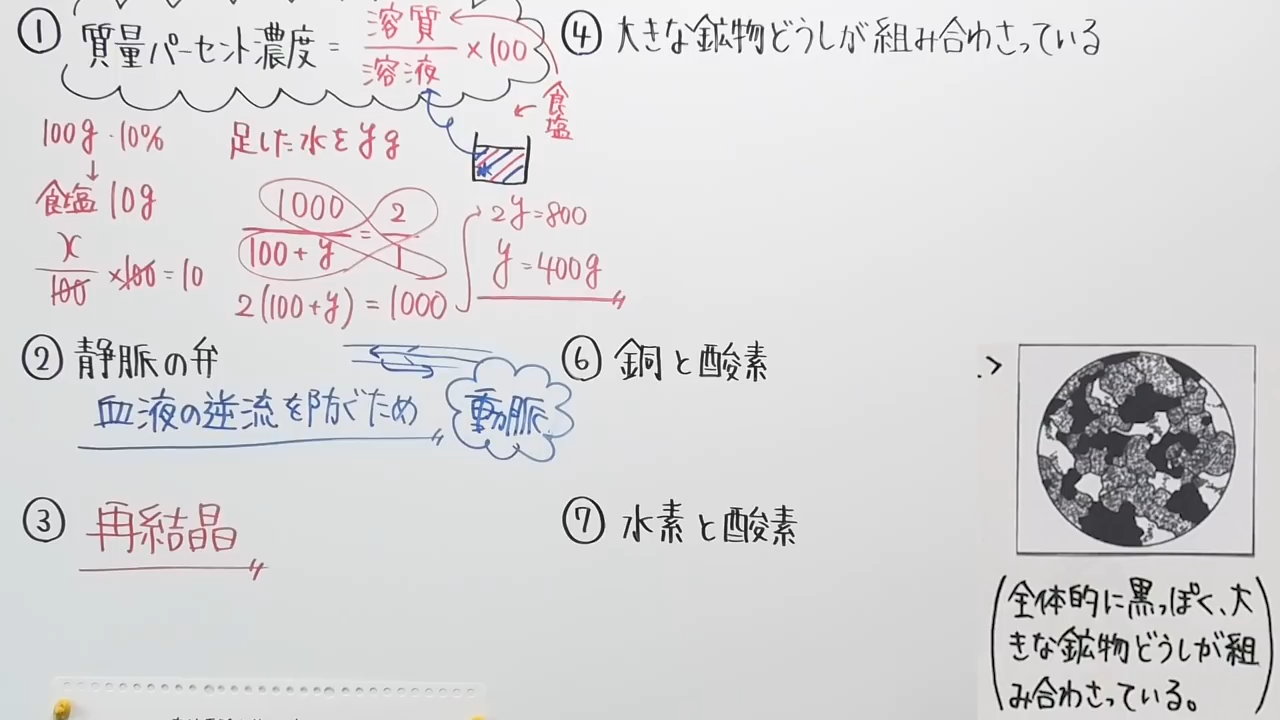 ① 質量パーセント濃度 = 溶質/溶液 × 100
食塩
100g・10%
↓
食塩 10g
x/100 × 100 = 10
足した水を y g
1000/(100+y) = 2/1
2(100+y) = 1000
2y = 800
y = 400g
② 静脈の弁
血液の逆流を防ぐため
動脈
③ 再結晶
④ 大きな鉱物どうしが組み合わさっている
⑥ 銅と酸素
⑦ 水素と酸素
(全体的に黒っぽく、大
きな鉱物どうしが組
み合わさっている。)